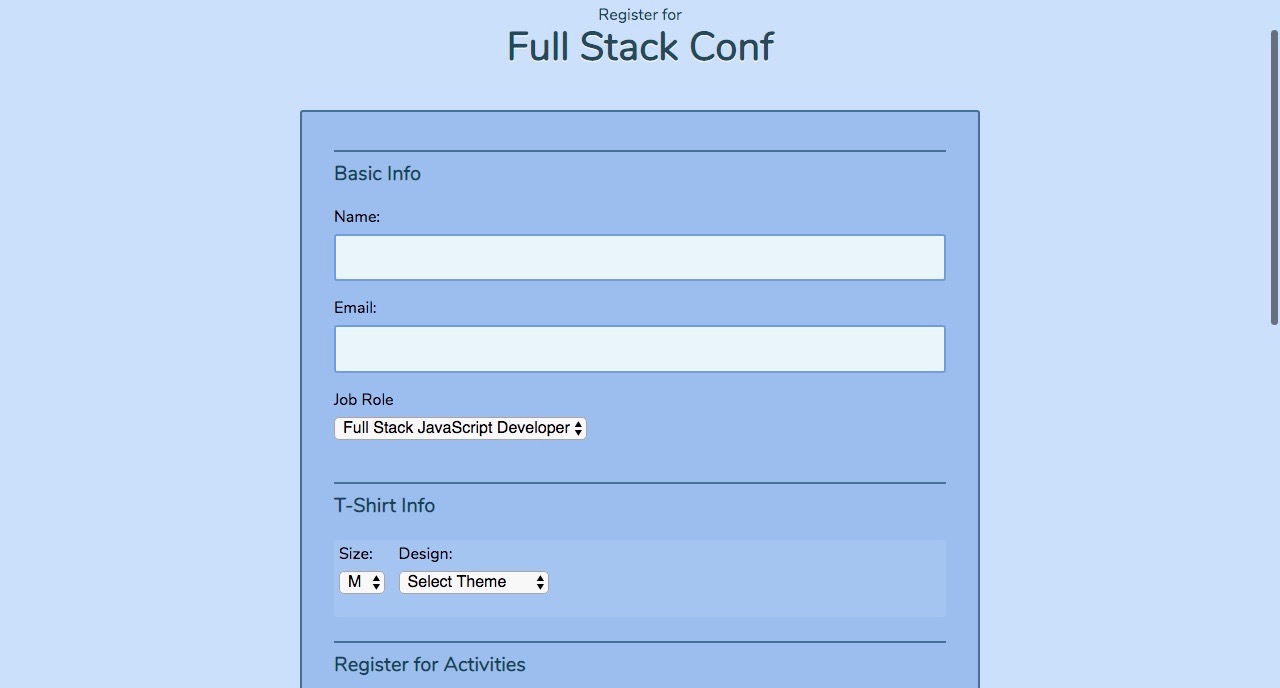 Register for
Full Stack Conf
Basic Info
Name:
Email:
Job Role
Full Stack JavaScript Developer
T-Shirt Info
Size: Design:
M Select Theme
Register for Activities